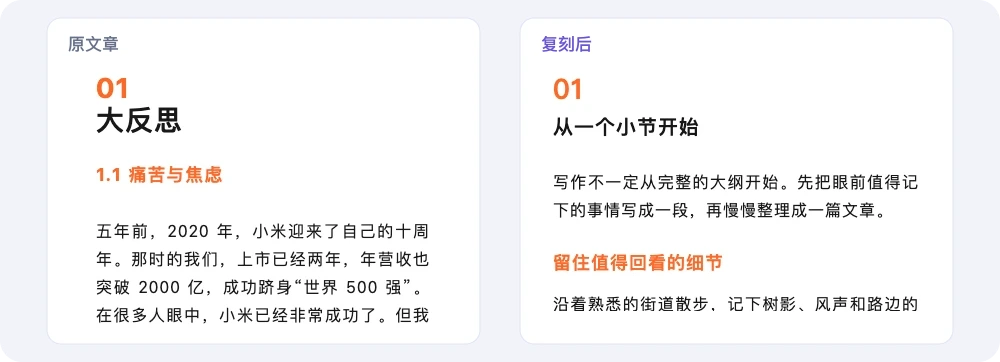 原文章
01
大反思
1.1 痛苦与焦虑
五年前，2020 年，小米迎来了自己的十周
年。那时的我们，上市已经两年，年营收也
突破 2000 亿，成功跻身“世界 500 强”。
在很多人眼中，小米已经非常成功了。但我
复刻后
01
从一个小节开始
写作不一定从完整的大纲开始。先把眼前值得记
下的事情写成一段，再慢慢整理成一篇文章。
留住值得回看的细节
沿着熟悉的街道散步，记下树影、风声和路边的